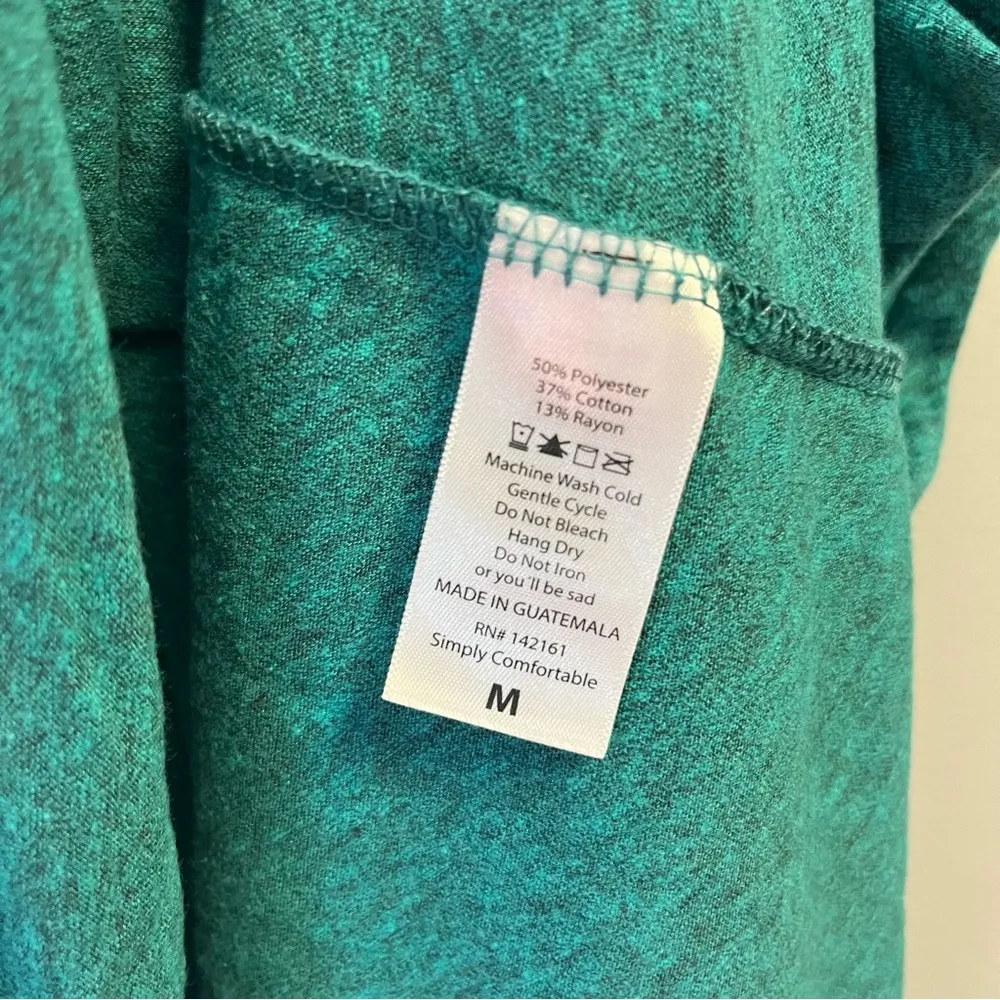 50% Polyester
37% Cotton
13% Rayon
Machine Wash Cold
Gentle Cycle
Do Not Bleach
Hang Dry
Do Not Iron
or you´ll be sad
MADE IN GUATEMALA
RN# 142161
Simply Comfortable
M